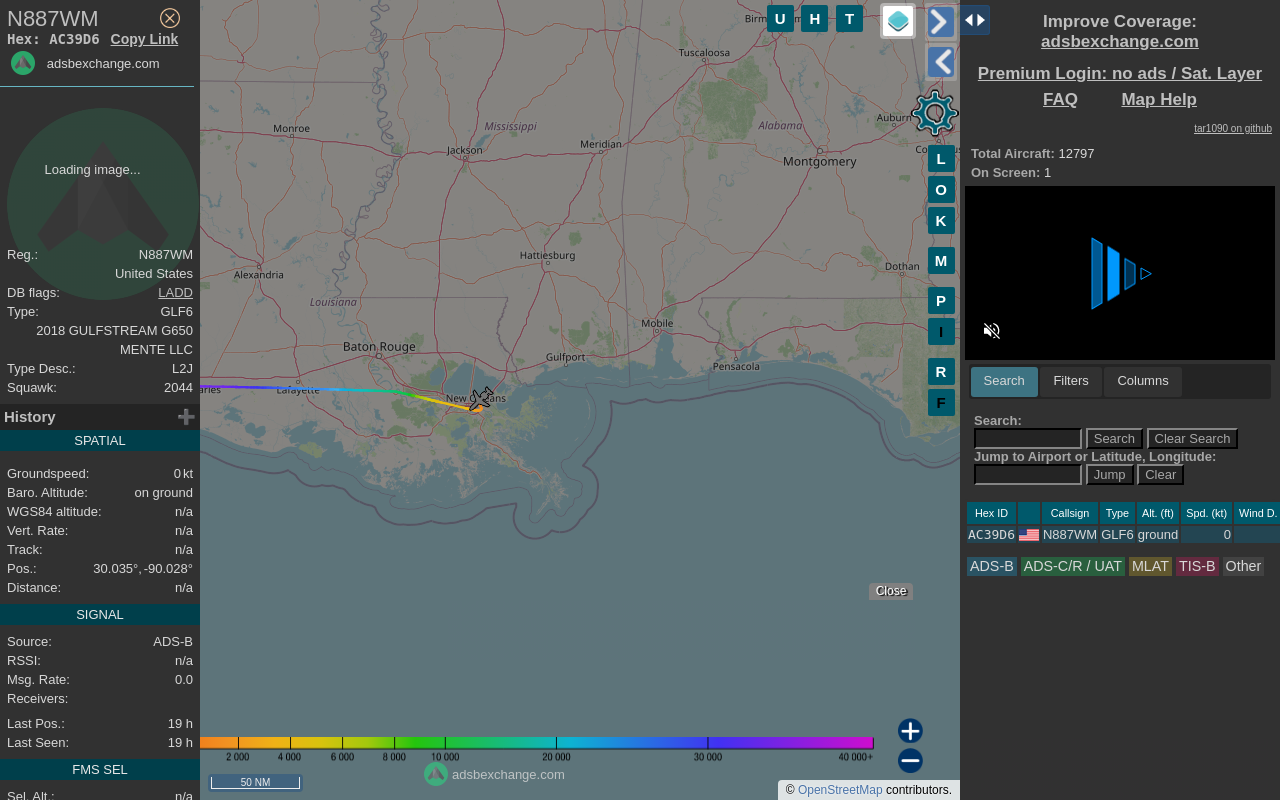 N887WM
Hex: AC39D6 Copy Link
adsbexchange.com
Loading image...
Reg.: N887WM
United States
DB flags: LADD
Type: GLF6
2018 GULFSTREAM G650
MENTE LLC
Type Desc.: L2J
Squawk: 2044
History
SPATIAL
Groundspeed: 0 kt
Baro. Altitude: on ground
WGS84 altitude: n/a
Vert. Rate: n/a
Track: n/a
Pos.: 30.035°, -90.028°
Distance: n/a
SIGNAL
Source: ADS-B
RSSI: n/a
Msg. Rate: 0.0
Receivers:
Last Pos.: 19 h
Last Seen: 19 h
FMS SEL
Sel. Alt.: n/a
U H T
Tuscaloosa
Monroe
Mississippi
Alabama
Auburn
Jackson
Meridian
Montgomery
Hattiesburg
Alexandria
Dothan
Louisiana
Mobile
Baton Rouge
Gulfport
Pensacola
Lafayette
L
O
K
M
P
I
R
F
Close
2 000 4 000 6 000 8 000 10 000 20 000 30 000 40 000+
50 NM
adsbexchange.com
© OpenStreetMap contributors.
Improve Coverage:
adsbexchange.com
Premium Login: no ads / Sat. Layer
FAQ Map Help
tar1090 on github
Total Aircraft: 12797
On Screen: 1
Search Filters Columns
Search:
Search Clear Search
Jump to Airport or Latitude, Longitude:
Jump Clear
Hex ID Callsign Type Alt. (ft) Spd. (kt) Wind D.
AC39D6 N887WM GLF6 ground 0
ADS-B ADS-C/R / UAT MLAT TIS-B Other